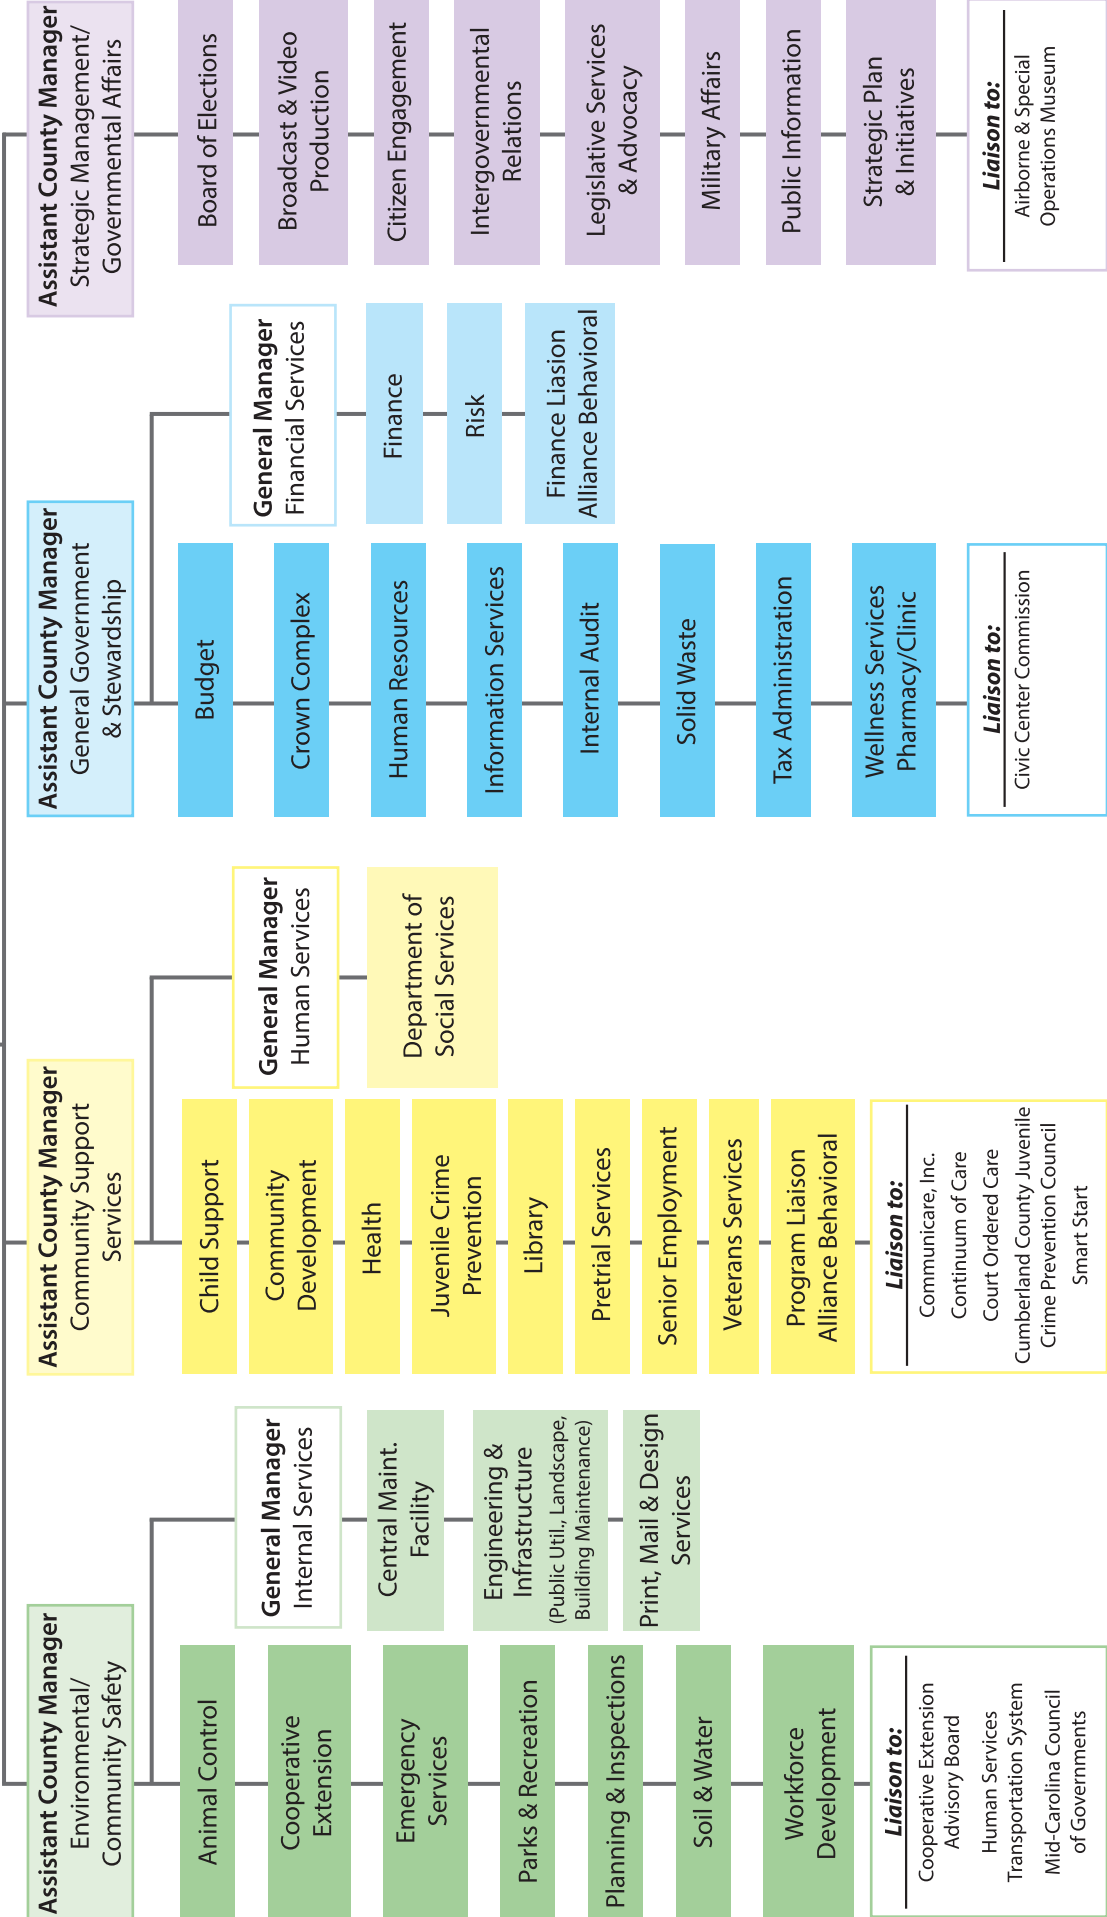 Assistant County Manager
Environmental/
Community Safety
Animal Control
Cooperative
Extension
Emergency
Services
Parks & Recreation
Planning & Inspections
Soil & Water
Workforce
Development
Liaison to:
Cooperative Extension
Advisory Board
Human Services
Transportation System
Mid-Carolina Council
of Governments
General Manager
Internal Services
Central Maint.
Facility
Engineering &
Infrastructure
(Public Util., Landscape,
Building Maintenance)
Print, Mail & Design
Services
Assistant County Manager
Community Support
Services
Child Support
Community
Development
Health
Juvenile Crime
Prevention
Library
Pretrial Services
Senior Employment
Veterans Services
Program Liaison
Alliance Behavioral
Liaison to:
Communicare, Inc.
Continuum of Care
Court Ordered Care
Cumberland County Juvenile
Crime Prevention Council
Smart Start
General Manager
Human Services
Department of
Social Services
Assistant County Manager
General Government
& Stewardship
Budget
Crown Complex
Human Resources
Information Services
Internal Audit
Solid Waste
Tax Administration
Wellness Services
Pharmacy/Clinic
Liaison to:
Civic Center Commission
General Manager
Financial Services
Finance
Risk
Finance Liasion
Alliance Behavioral
Assistant County Manager
Strategic Management/
Governmental Affairs
Board of Elections
Broadcast & Video
Production
Citizen Engagement
Intergovernmental
Relations
Legislative Services
& Advocacy
Military Affairs
Public Information
Strategic Plan
& Initiatives
Liaison to:
Airborne & Special
Operations Museum